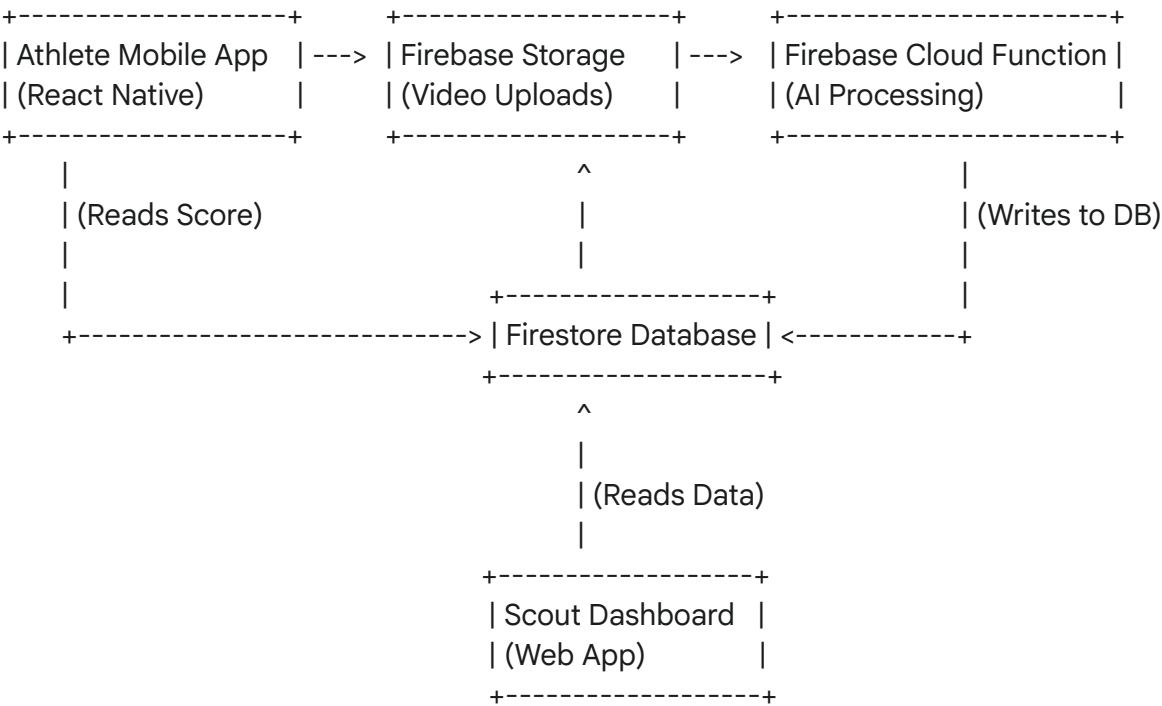 +--------------------+ +--------------------+ +------------------------+
| Athlete Mobile App | ---> | Firebase Storage | ---> | Firebase Cloud Function |
| (React Native) | | (Video Uploads) | | (AI Processing) |
+--------------------+ +--------------------+ +------------------------+
| ^ |
| (Reads Score) | | (Writes to DB)
| | |
| +-------------------+ |
+-----------------------------> | Firestore Database | <------------+
+--------------------+
^
|
| (Reads Data)
|
+-------------------+
| Scout Dashboard |
| (Web App) |
+-------------------+